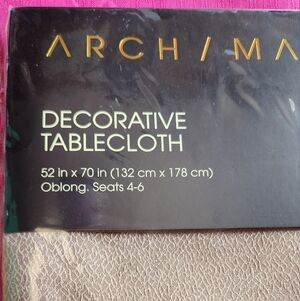 ARCH/MA
DECORATIVE
TABLECLOTH
52 in x 70 in (132 cm x 178 cm)
Oblong. Seats 4-6